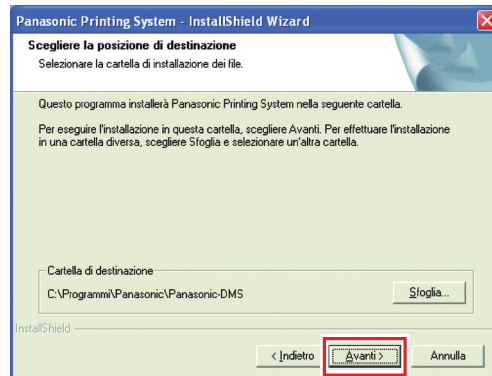 Panasonic Printing System - InstallShield Wizard
Scegliere la posizione di destinazione
Selezionare la cartella di installazione dei file.
Questo programma installerà Panasonic Printing System nella seguente cartella.
Per eseguire l'installazione in questa cartella, scegliere Avanti. Per effettuare l'installazione
in una cartella diversa, scegliere Sfoglia e selezionare un'altra cartella.
Cartella di destinazione
C:\Programmi\Panasonic\Panasonic-DMS
Sfoglia...
InstallShield
< Indietro Avanti > Annulla